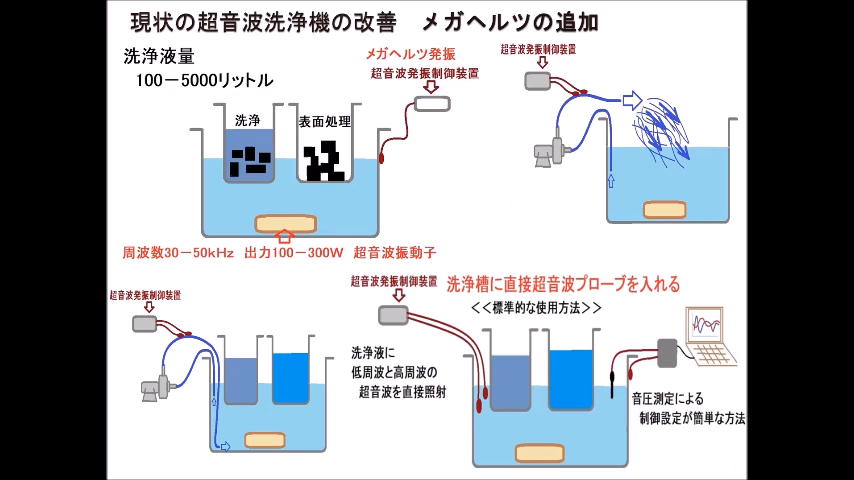 現状の超音波洗浄機の改善　メガヘルツの追加
洗浄液量
100－5000リットル
メガヘルツ発振
超音波発振制御装置
洗浄
表面処理
周波数30－50kHz　出力100－300W　超音波振動子
超音波発振制御装置
超音波発振制御装置
超音波発振制御装置
洗浄槽に直接超音波プローブを入れる
＜＜標準的な使用方法＞＞
洗浄液に
低周波と高周波の
超音波を直接照射
音圧測定による
制御設定が簡単な方法